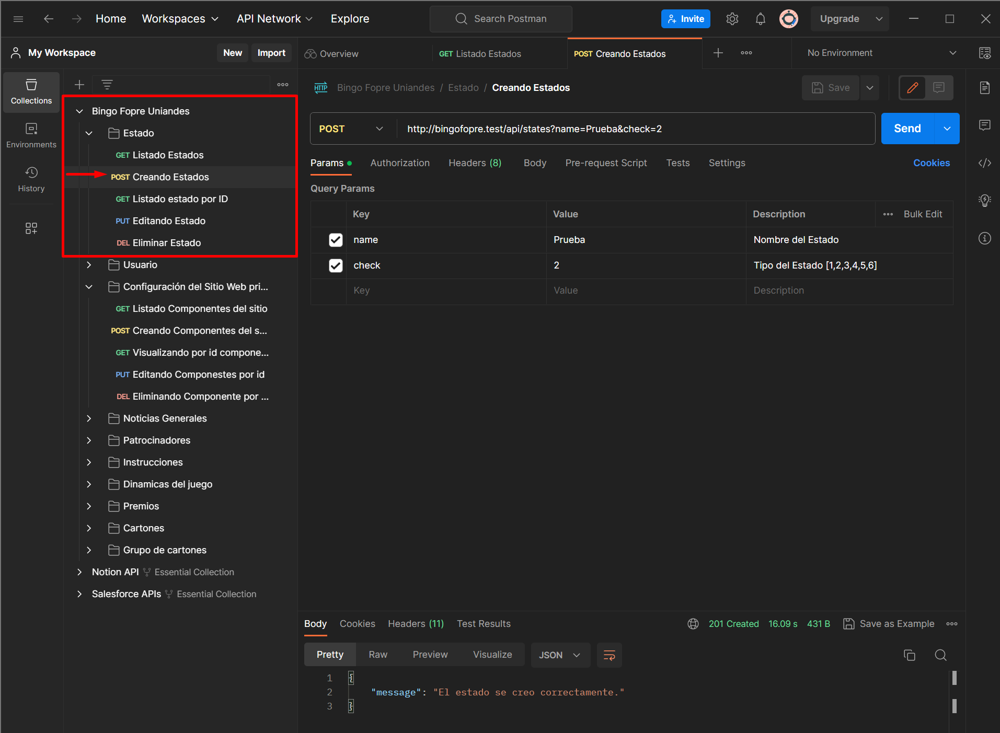 Home Workspaces API Network Explore Search Postman Invite Upgrade
My Workspace New Import Overview GET Listado Estados POST Creando Estados No Environment
Collections
Environments
History
Bingo Fopre Uniandes
Estado
GET Listado Estados
POST Creando Estados
GET Listado estado por ID
PUT Editando Estado
DEL Eliminar Estado
Usuario
Configuración del Sitio Web pri...
GET Listado Componentes del sitio
POST Creando Componentes del s...
GET Visualizando por id compone...
PUT Editando Componestes por id
DEL Eliminando Componente por ...
Noticias Generales
Patrocinadores
Instrucciones
Dinamicas del juego
Premios
Cartones
Grupo de cartones
Notion API Essential Collection
Salesforce APIs Essential Collection
HTTP Bingo Fopre Uniandes / Estado / Creando Estados Save
POST http://bingofopre.test/api/states?name=Prueba&check=2 Send
Params Authorization Headers (8) Body Pre-request Script Tests Settings Cookies
Query Params
Key Value Description Bulk Edit
name Prueba Nombre del Estado
check 2 Tipo del Estado [1,2,3,4,5,6]
Key Value Description
Body Cookies Headers (11) Test Results 201 Created 16.09 s 431 B Save as Example
Pretty Raw Preview Visualize JSON
1 {
2 "message": "El estado se creo correctamente."
3 }